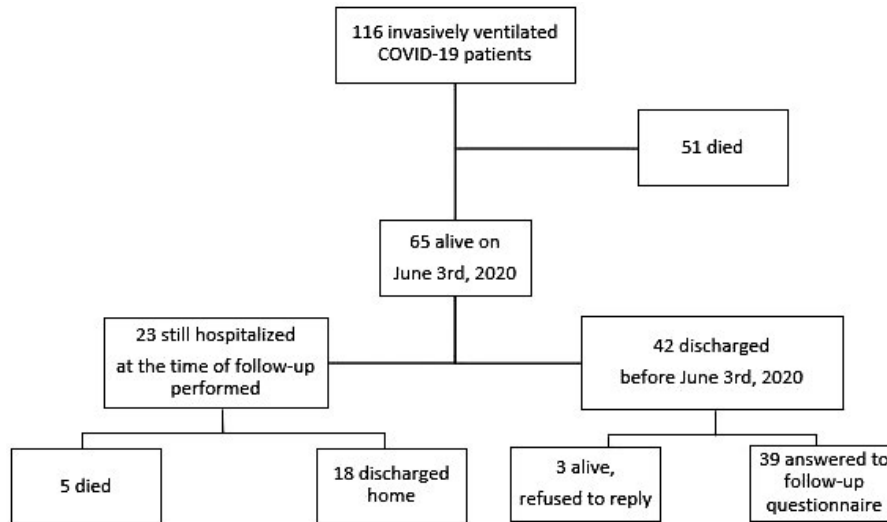 116 invasively ventilated
COVID-19 patients
51 died
65 alive on
June 3rd, 2020
23 still hospitalized
at the time of follow-up
performed
42 discharged
before June 3rd, 2020
5 died
18 discharged
home
3 alive,
refused to reply
39 answered to
follow-up
questionnaire